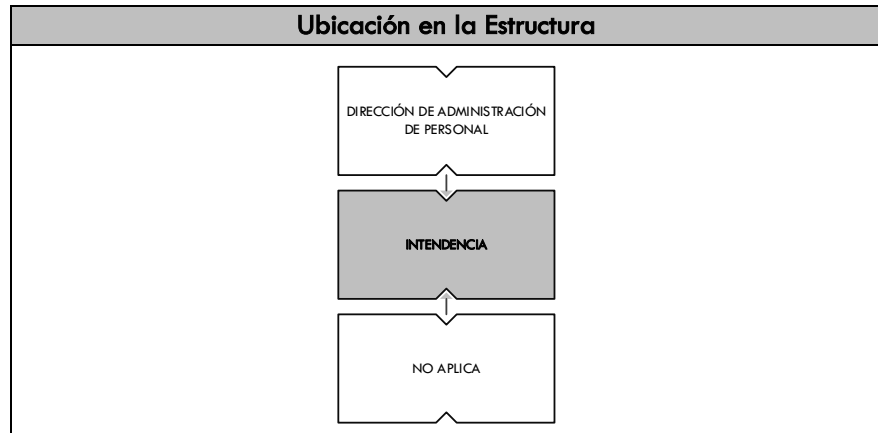 Ubicación en la Estructura
DIRECCIÓN DE ADMINISTRACIÓN
DE PERSONAL
INTENDENCIA
NO APLICA